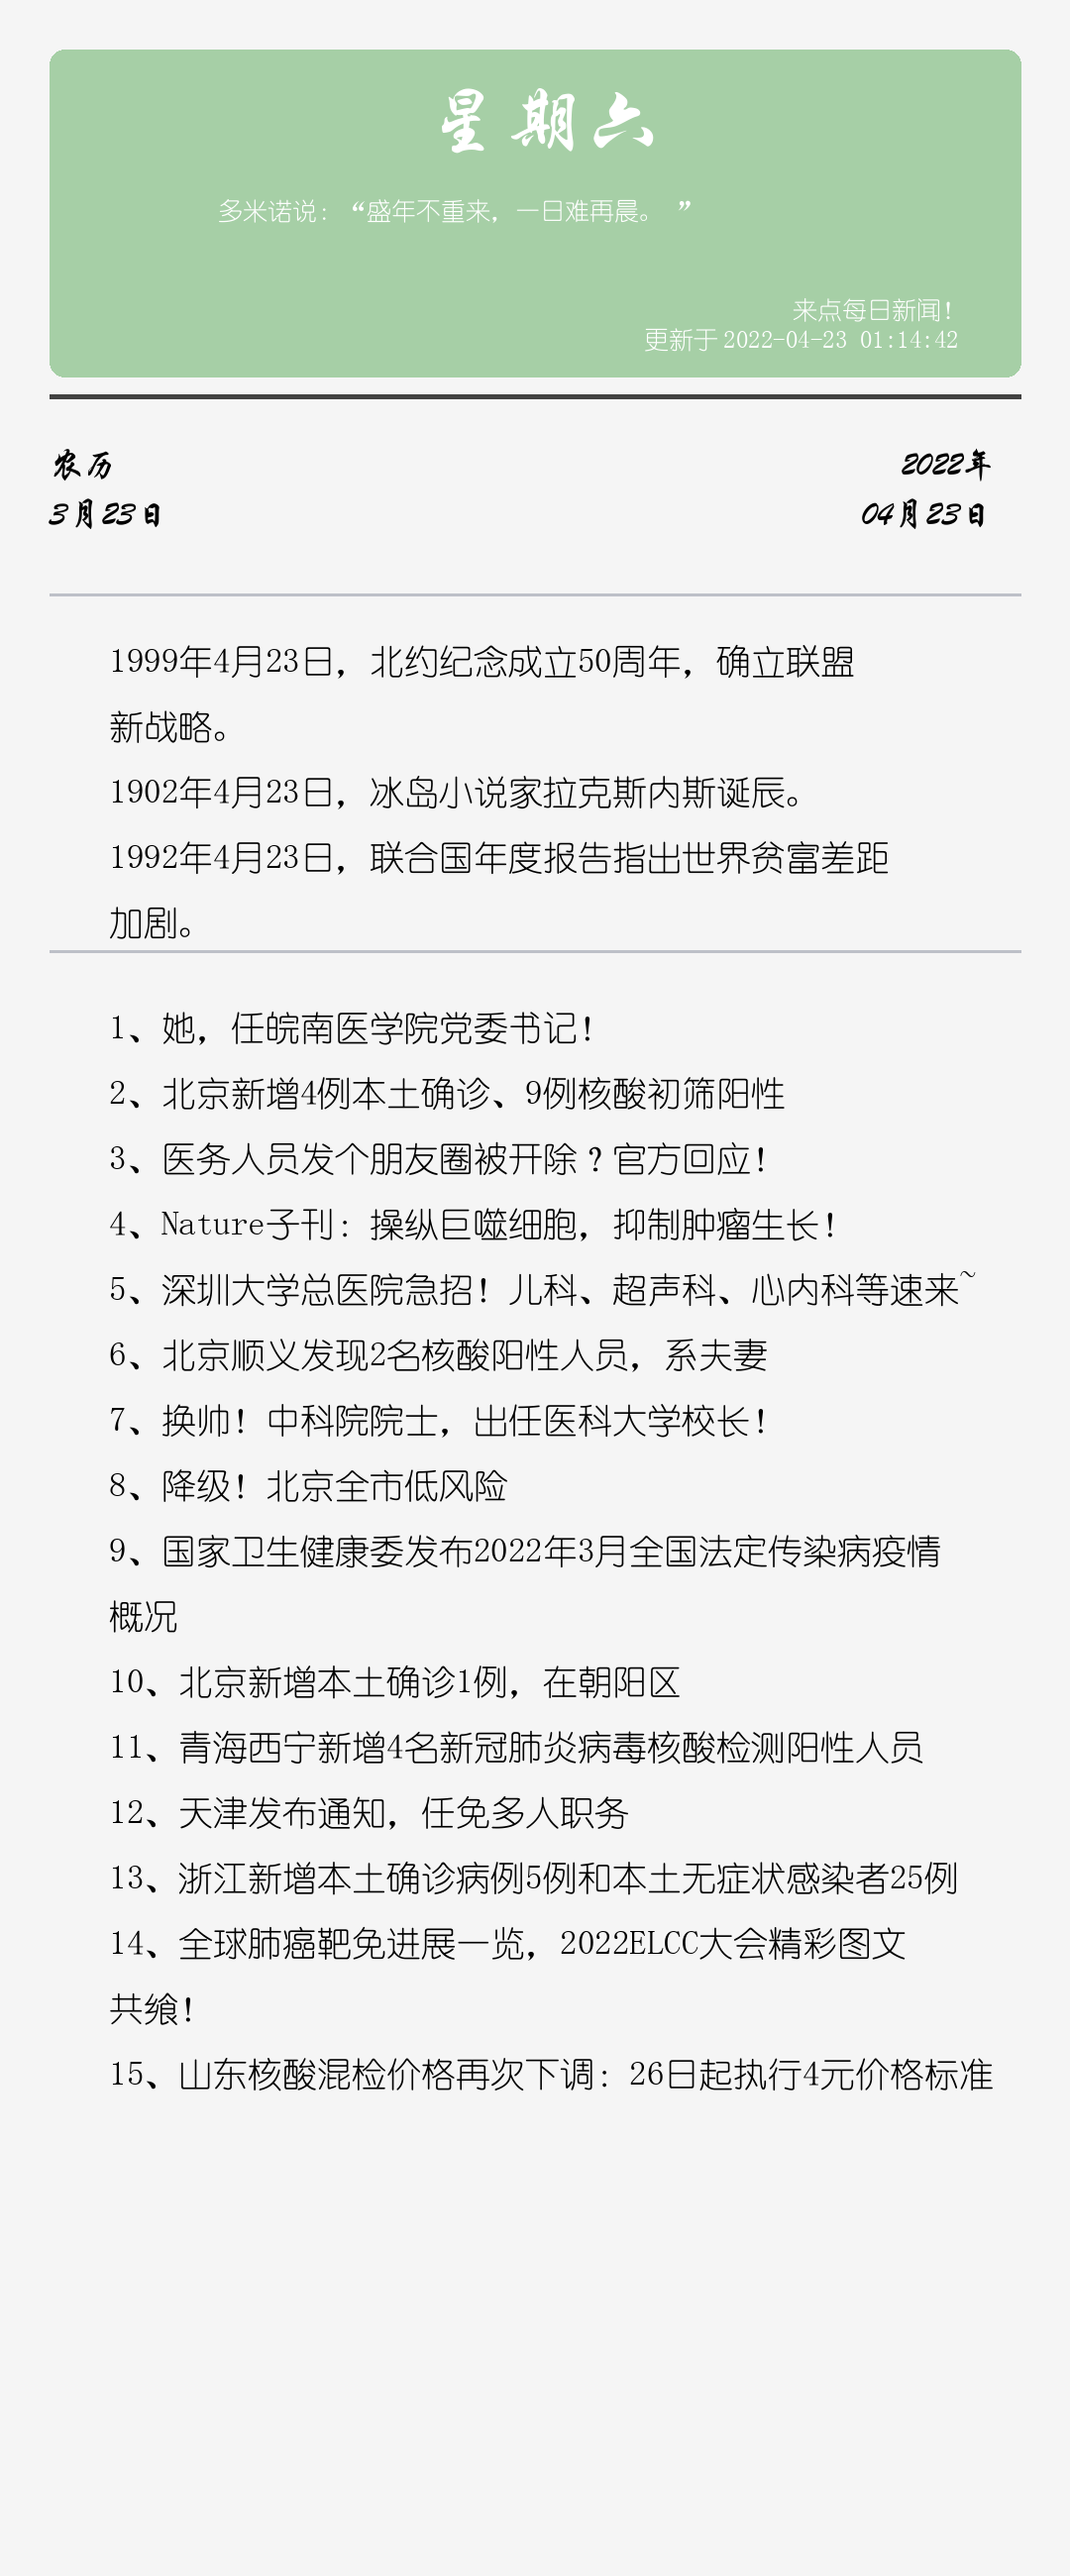 星期六
多米诺说：“盛年不重来，一日难再晨。 ”
来点每日新闻！
更新于 2022-04-23 01:14:42
农历
3月23日
2022年
04月23日
1999年4月23日，北约纪念成立50周年，确立联盟
新战略。
1902年4月23日，冰岛小说家拉克斯内斯诞辰。
1992年4月23日，联合国年度报告指出世界贫富差距
加剧。
1、她，任皖南医学院党委书记！
2、北京新增4例本土确诊、9例核酸初筛阳性
3、医务人员发个朋友圈被开除？官方回应！
4、Nature子刊：操纵巨噬细胞，抑制肿瘤生长！
5、深圳大学总医院急招！儿科、超声科、心内科等速来~
6、北京顺义发现2名核酸阳性人员，系夫妻
7、换帅！中科院院士，出任医科大学校长！
8、降级！北京全市低风险
9、国家卫生健康委发布2022年3月全国法定传染病疫情
概况
10、北京新增本土确诊1例，在朝阳区
11、青海西宁新增4名新冠肺炎病毒核酸检测阳性人员
12、天津发布通知，任免多人职务
13、浙江新增本土确诊病例5例和本土无症状感染者25例
14、全球肺癌靶免进展一览，2022ELCC大会精彩图文
共飨！
15、山东核酸混检价格再次下调：26日起执行4元价格标准